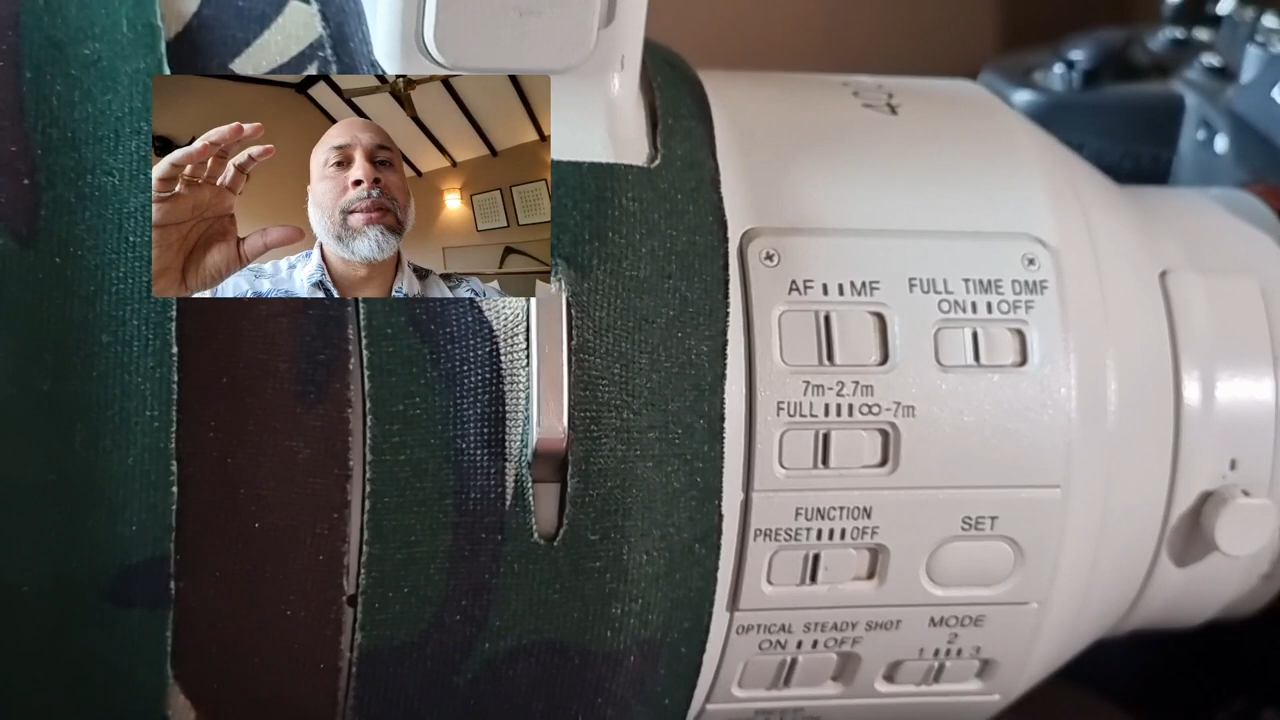 AF MF
FULL TIME DMF
ON OFF
7m-2.7m
FULL ∞-7m
FUNCTION
PRESET OFF
SET
OPTICAL STEADY SHOT
ON OFF
MODE
2
1 3